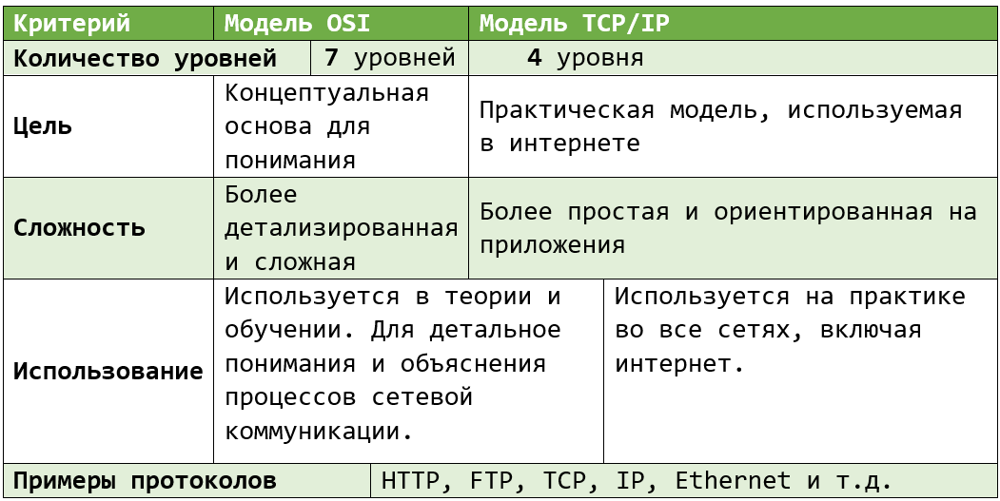 Критерий Модель OSI Модель TCP/IP
Количество уровней 7 уровней 4 уровня
Цель
Концептуальная
основа для
понимания
Практическая модель, используемая
в интернете
Сложность
Более
детализированная
и сложная
Более простая и ориентированная на
приложения
Использование
Используется в теории и
обучении. Для детальное
понимания и объяснения
процессов сетевой
коммуникации.
Используется на практике
во все сетях, включая
интернет.
Примеры протоколов HTTP, FTP, TCP, IP, Ethernet и т.д.